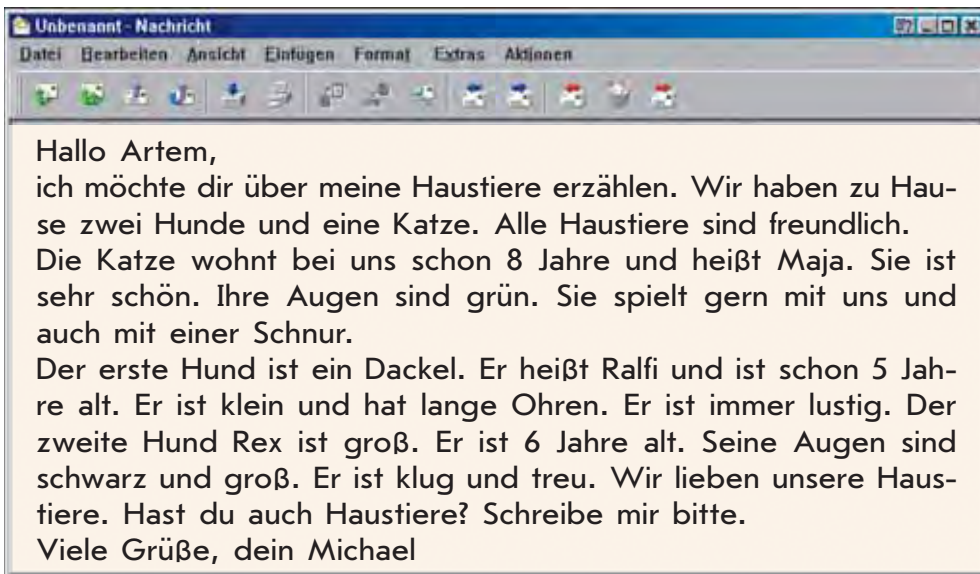 Unbenannt - Nachricht
Datei Bearbeiten Ansicht Einfügen Format Extras Aktionen
Hallo Artem,
ich möchte dir über meine Haustiere erzählen. Wir haben zu Hau-
se zwei Hunde und eine Katze. Alle Haustiere sind freundlich.
Die Katze wohnt bei uns schon 8 Jahre und heißt Maja. Sie ist
sehr schön. Ihre Augen sind grün. Sie spielt gern mit uns und
auch mit einer Schnur.
Der erste Hund ist ein Dackel. Er heißt Ralfi und ist schon 5 Jah-
re alt. Er ist klein und hat lange Ohren. Er ist immer lustig. Der
zweite Hund Rex ist groß. Er ist 6 Jahre alt. Seine Augen sind
schwarz und groß. Er ist klug und treu. Wir lieben unsere Haus-
tiere. Hast du auch Haustiere? Schreibe mir bitte.
Viele Grüße, dein Michael